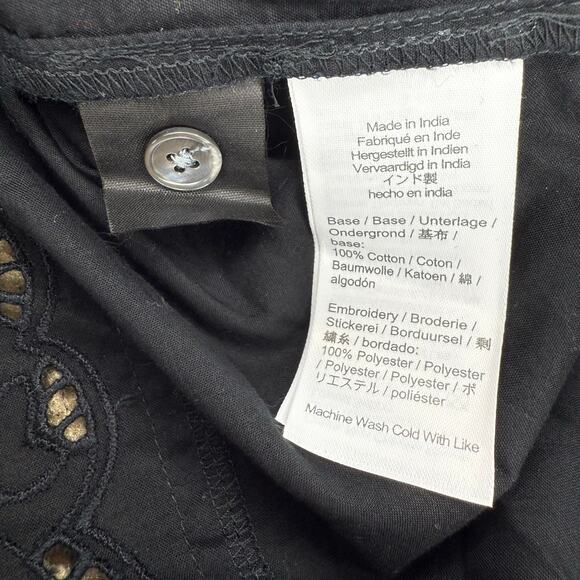 Made in India
Fabriqué en Inde
Hergestellt in Indien
Vervaardigd in India
インド製
hecho en india
Base / Base / Unterlage /
Ondergrond / 基布 /
base:
100% Cotton / Coton /
Baumwolle / Katoen / 綿 /
algodón
Embroidery / Broderie /
Stickerei / Borduursel / 刺
繍糸 / bordado:
100% Polyester / Polyester
/ Polyester / Polyester / ポ
リエステル / poliéster
Machine Wash Cold With Like